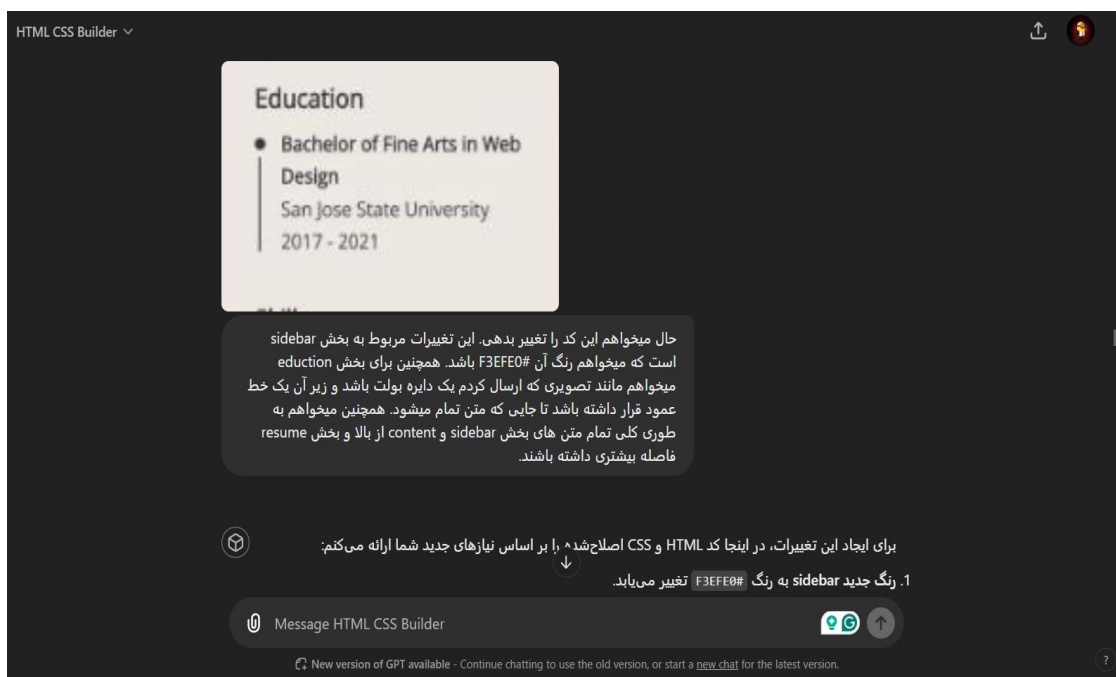 HTML CSS Builder
Education
Bachelor of Fine Arts in Web
Design
San Jose State University
2017 - 2021
حال میخواهم این کد را تغییر بدهی. این تغییرات مربوط به بخش sidebar
است که میخواهم رنگ آن #F3EFE0 باشد. همچنین برای بخش eduction
میخواهم مانند تصویری که ارسال کردم یک دایره بولت باشد و زیر آن یک خط
عمود قرار داشته باشد تا جایی که متن تمام میشود. همچنین میخواهم به
طوری کلی تمام متن های بخش sidebar و content از بالا و بخش resume
فاصله بیشتری داشته باشند.
برای ایجاد این تغییرات، در اینجا کد HTML و CSS اصلاح‌شده را بر اساس نیازهای جدید شما ارائه می‌کنم:
1. رنگ جدید sidebar به رنگ #F3EFE0 تغییر می‌یابد.
Message HTML CSS Builder
New version of GPT available - Continue chatting to use the old version, or start a new chat for the latest version.
?